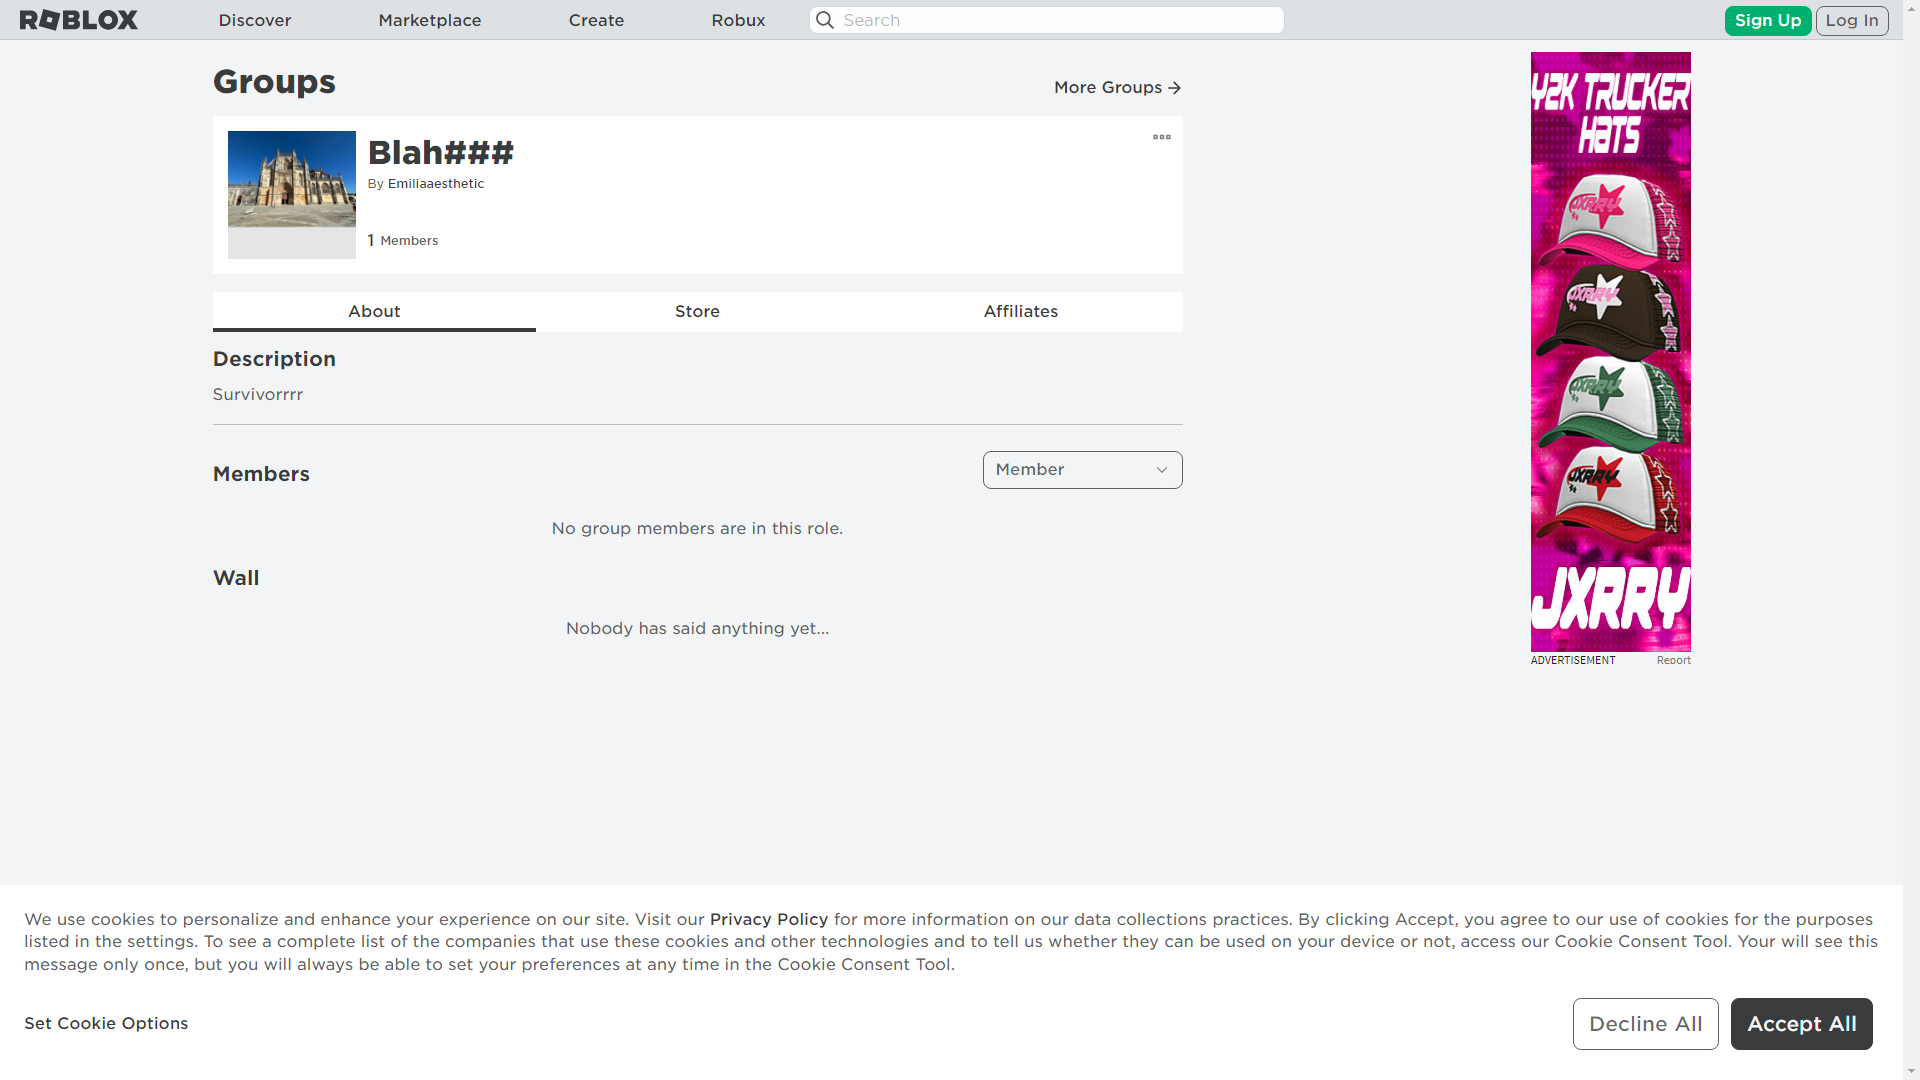 ROBLOX
Discover
Marketplace
Create
Robux
Search
Sign Up
Log In
Groups
More Groups
Blah###
By Emiliaaesthetic
1 Members
About
Store
Affiliates
Description
Survivorrrr
Members
Member
No group members are in this role.
Wall
Nobody has said anything yet...
Y2K TRUCKER
HATS
JXRRY
JXRRY
JXRRY
JXRRY
JXRRY
ADVERTISEMENT
Report
We use cookies to personalize and enhance your experience on our site. Visit our Privacy Policy for more information on our data collections practices. By clicking Accept, you agree to our use of cookies for the purposes
listed in the settings. To see a complete list of the companies that use these cookies and other technologies and to tell us whether they can be used on your device or not, access our Cookie Consent Tool. Your will see this
message only once, but you will always be able to set your preferences at any time in the Cookie Consent Tool.
Set Cookie Options
Decline All
Accept All